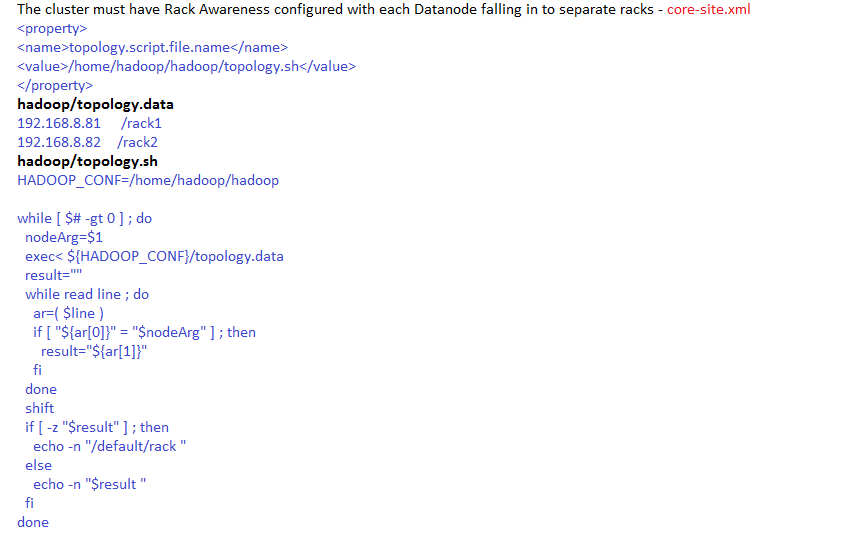 The cluster must have Rack Awareness configured with each Datanode falling in to separate racks - core-site.xml
<property>
<name>topology.script.file.name</name>
<value>/home/hadoop/hadoop/topology.sh</value>
</property>
hadoop/topology.data
192.168.8.81 /rack1
192.168.8.82 /rack2
hadoop/topology.sh
HADOOP_CONF=/home/hadoop/hadoop
while [ $# -gt 0 ] ; do
nodeArg=$1
exec< ${HADOOP_CONF}/topology.data
result=""
while read line ; do
ar=( $line )
if [ "${ar[0]}" = "$nodeArg" ] ; then
result="${ar[1]}"
fi
done
shift
if [ -z "$result" ] ; then
echo -n "/default/rack "
else
echo -n "$result "
fi
done